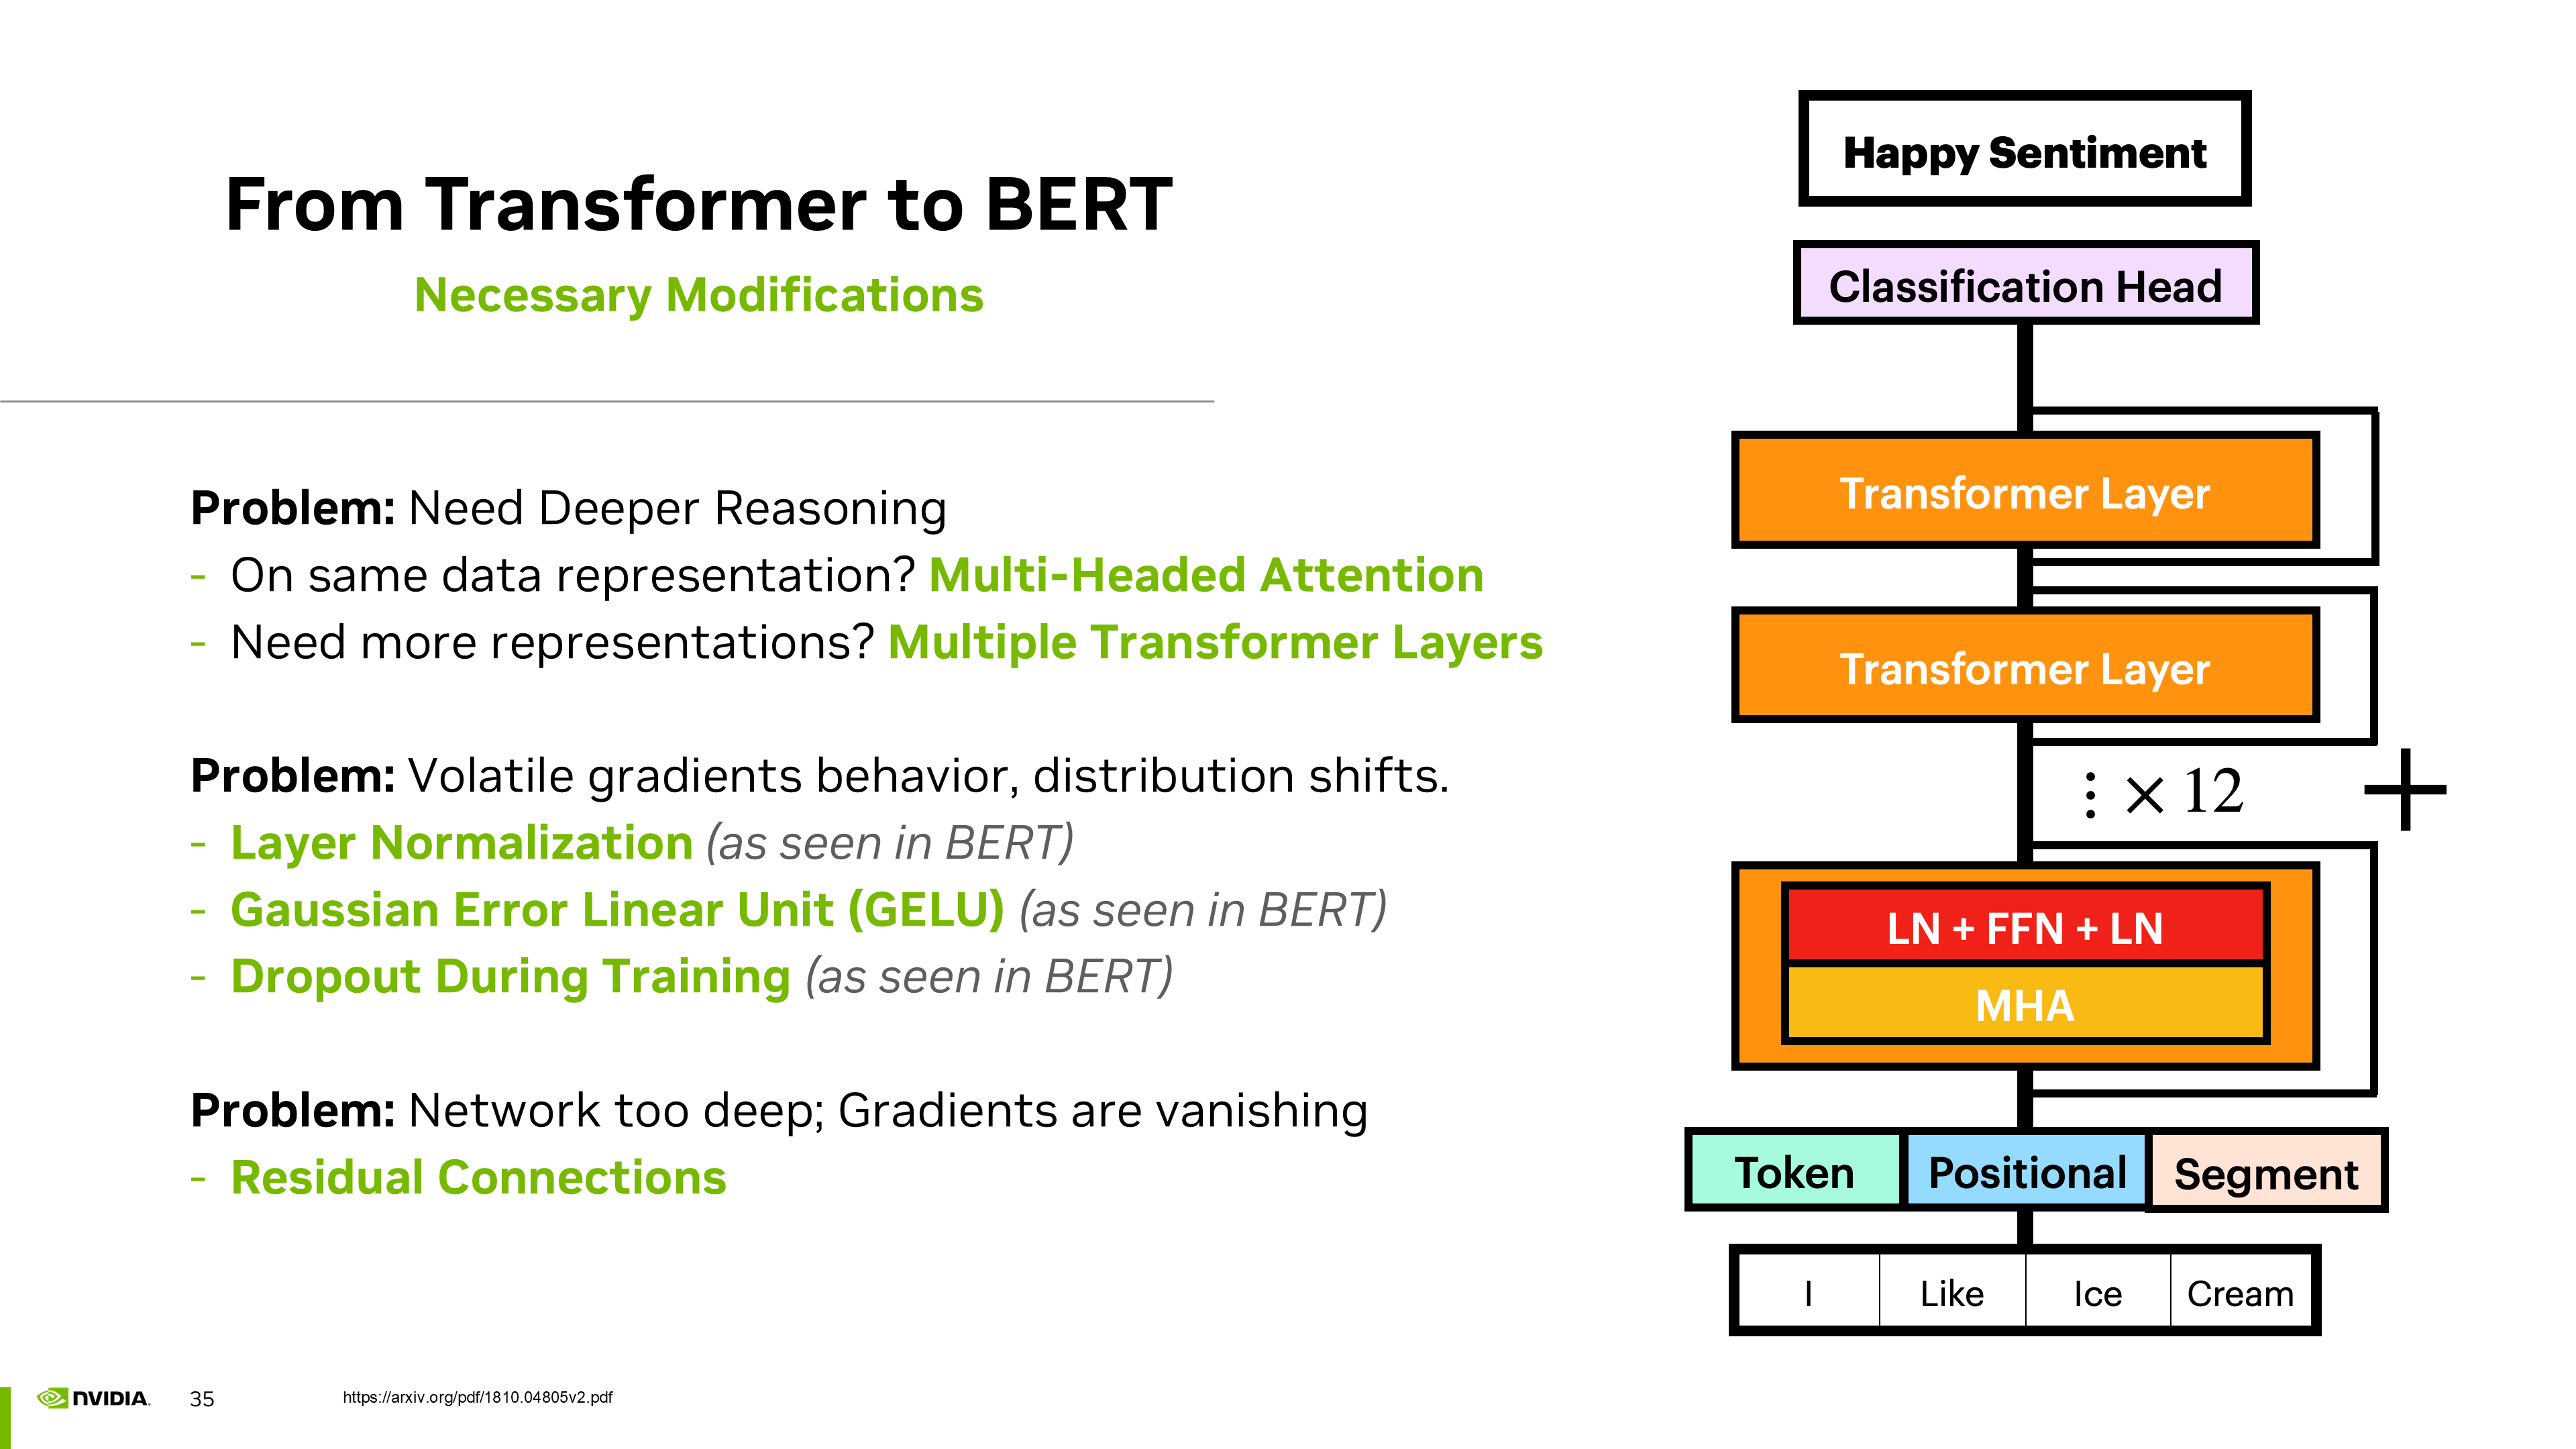 From Transformer to BERT
Necessary Modifications
Problem: Need Deeper Reasoning
- On same data representation? Multi-Headed Attention
- Need more representations? Multiple Transformer Layers
Problem: Volatile gradients behavior, distribution shifts.
- Layer Normalization (as seen in BERT)
- Gaussian Error Linear Unit (GELU) (as seen in BERT)
- Dropout During Training (as seen in BERT)
Problem: Network too deep; Gradients are vanishing
- Residual Connections
Happy Sentiment
Classification Head
Transformer Layer
Transformer Layer
⋮ × 12 +
LN + FFN + LN
MHA
Token Positional Segment
I Like Ice Cream
NVIDIA. 35 https://arxiv.org/pdf/1810.04805v2.pdf